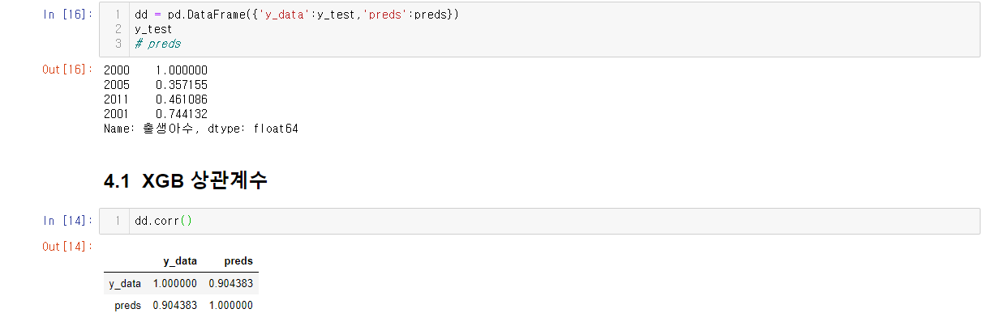 In [16]:
1 dd = pd.DataFrame({'y_data':y_test,'preds':preds})
2 y_test
3 # preds
Out[16]:
2000 1.000000
2005 0.357155
2011 0.461086
2001 0.744132
Name: 출생아수, dtype: float64
4.1 XGB 상관계수
In [14]:
1 dd.corr()
Out[14]:
y_data preds
y_data 1.000000 0.904383
preds 0.904383 1.000000